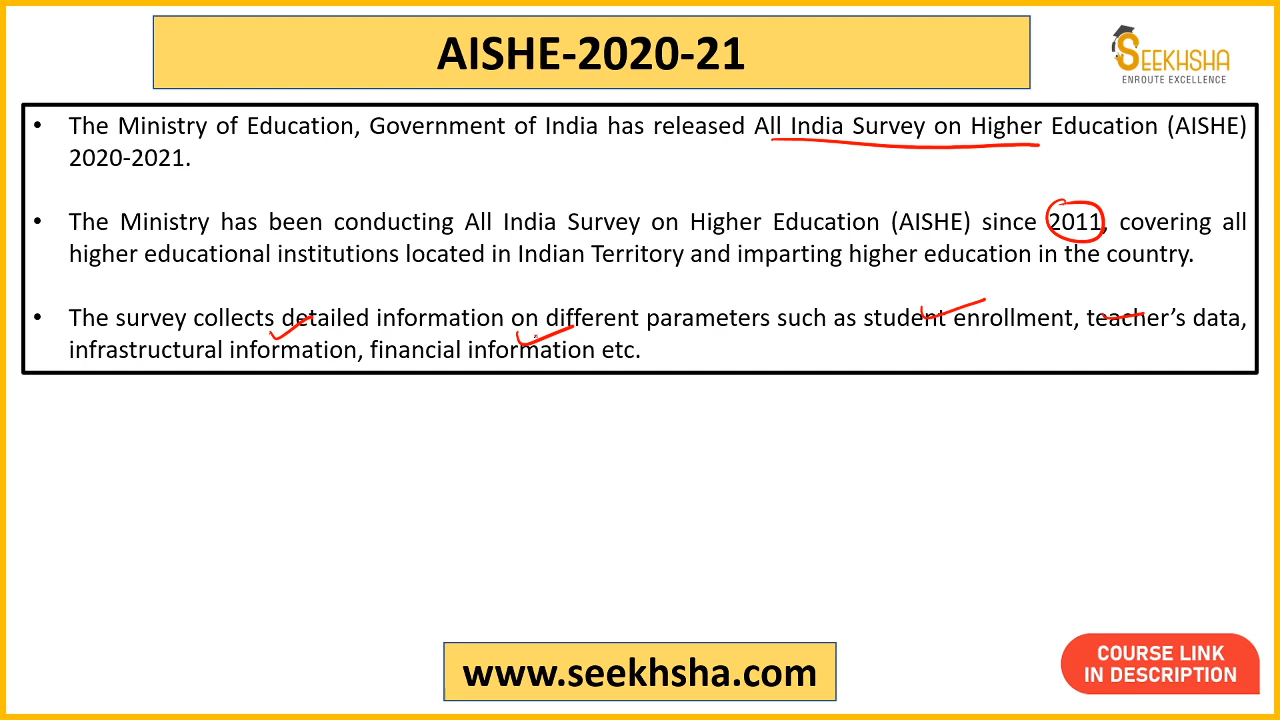 AISHE-2020-21
SEEKHSHA
ENROUTE EXCELLENCE
• The Ministry of Education, Government of India has released All India Survey on Higher Education (AISHE)
2020-2021.
• The Ministry has been conducting All India Survey on Higher Education (AISHE) since 2011, covering all
higher educational institutions located in Indian Territory and imparting higher education in the country.
• The survey collects detailed information on different parameters such as student enrollment, teacher’s data,
infrastructural information, financial information etc.
www.seekhsha.com
COURSE LINK
IN DESCRIPTION